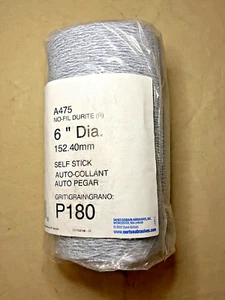 A475
NO-FIL DURITE (R)
6 " Dia.
152.40mm
SELF STICK
AUTO-COLLANT
AUTO PEGAR
GRIT/GRAIN/GRANO:
P180
www.nortonabrasives.com